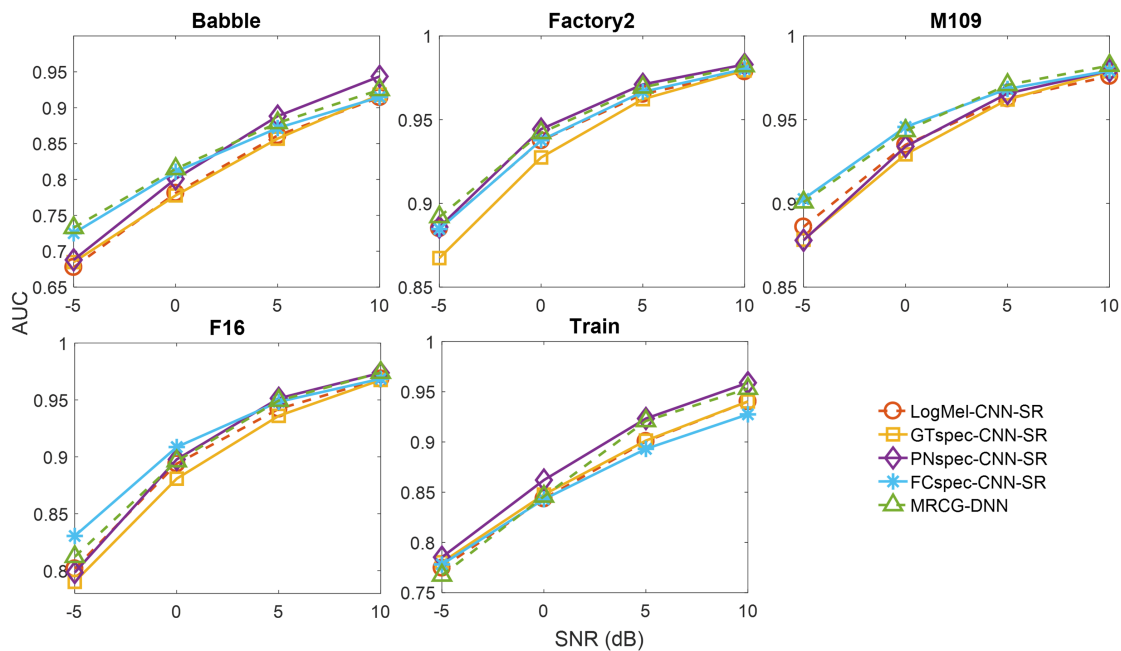 Babble
Factory2
M109
0.95
0.9
0.85
0.8
0.75
0.7
0.65
-5 0 5 10
1
0.95
0.9
0.85
-5 0 5 10
1
0.95
0.9
0.85
-5 0 5 10
AUC
F16
Train
1
0.95
0.9
0.85
0.8
-5 0 5 10
1
0.95
0.9
0.85
0.8
0.75
-5 0 5 10
SNR (dB)
LogMel-CNN-SR
GTspec-CNN-SR
PNspec-CNN-SR
FCspec-CNN-SR
MRCG-DNN